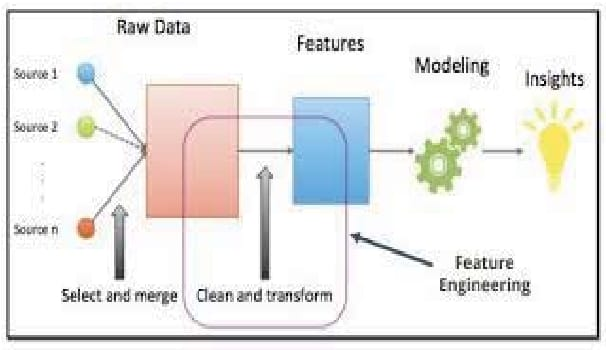 Raw Data
Features
Modeling
Insights
Source 1
Source 2
Source n
Select and merge
Clean and transform
Feature
Engineering